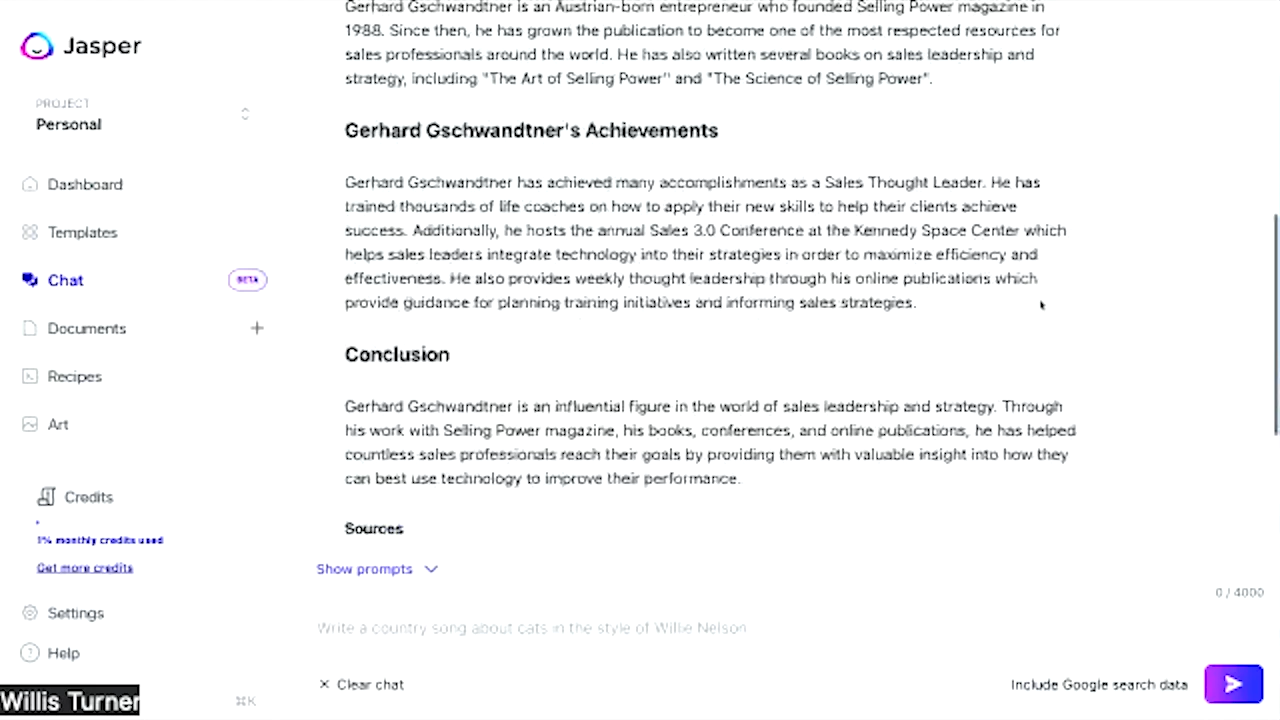 Jasper
PROJECT
Personal
Dashboard
Templates
Chat
BETA
Documents
Recipes
Art
Credits
1% monthly credits used
Get more credits
Settings
Help
Willis Turner
⌘K
Gerhard Gschwandtner is an Austrian-born entrepreneur who founded Selling Power magazine in
1988. Since then, he has grown the publication to become one of the most respected resources for
sales professionals around the world. He has also written several books on sales leadership and
strategy, including "The Art of Selling Power" and "The Science of Selling Power".
Gerhard Gschwandtner's Achievements
Gerhard Gschwandtner has achieved many accomplishments as a Sales Thought Leader. He has
trained thousands of life coaches on how to apply their new skills to help their clients achieve
success. Additionally, he hosts the annual Sales 3.0 Conference at the Kennedy Space Center which
helps sales leaders integrate technology into their strategies in order to maximize efficiency and
effectiveness. He also provides weekly thought leadership through his online publications which
provide guidance for planning training initiatives and informing sales strategies.
Conclusion
Gerhard Gschwandtner is an influential figure in the world of sales leadership and strategy. Through
his work with Selling Power magazine, his books, conferences, and online publications, he has helped
countless sales professionals reach their goals by providing them with valuable insight into how they
can best use technology to improve their performance.
Sources
Show prompts
0 / 4000
Write a country song about cats in the style of Willie Nelson
Clear chat
Include Google search data